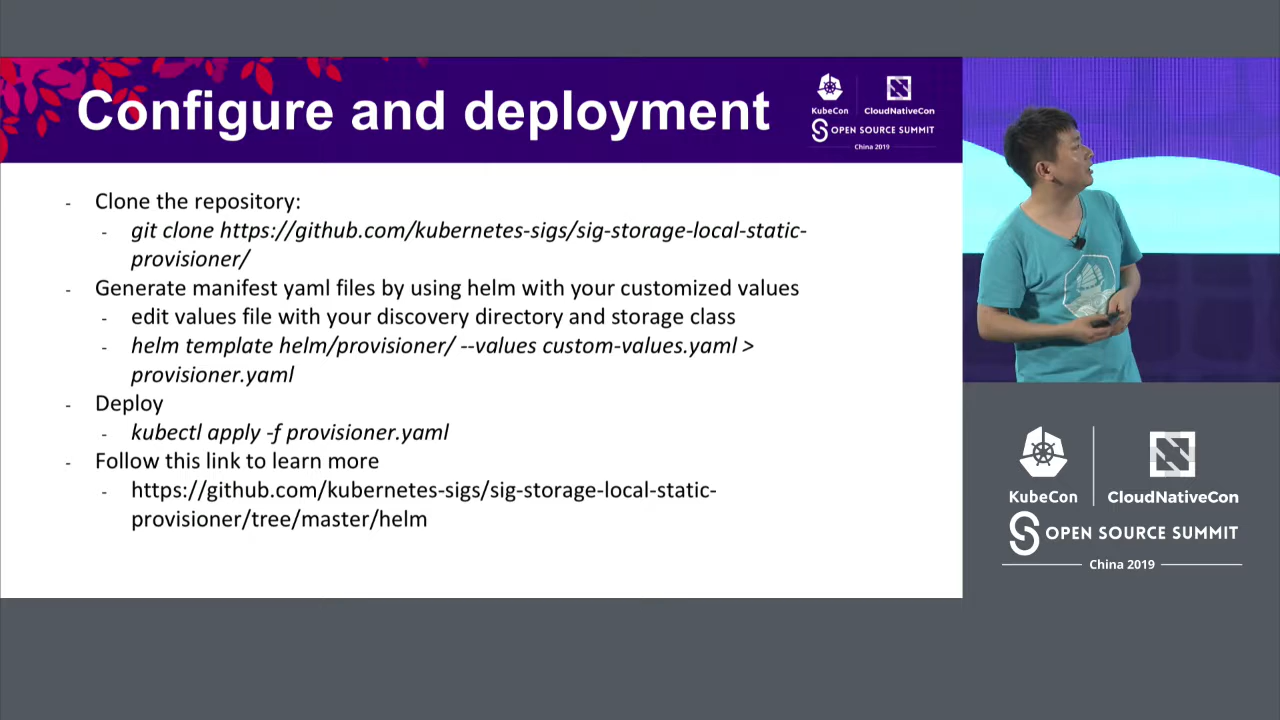 Configure and deployment
KubeCon
CloudNativeCon
OPEN SOURCE SUMMIT
China 2019
- Clone the repository:
- git clone https://github.com/kubernetes-sigs/sig-storage-local-static-
provisioner/
- Generate manifest yaml files by using helm with your customized values
- edit values file with your discovery directory and storage class
- helm template helm/provisioner/ --values custom-values.yaml >
provisioner.yaml
- Deploy
- kubectl apply -f provisioner.yaml
- Follow this link to learn more
- https://github.com/kubernetes-sigs/sig-storage-local-static-
provisioner/tree/master/helm
KubeCon
CloudNativeCon
OPEN SOURCE SUMMIT
China 2019